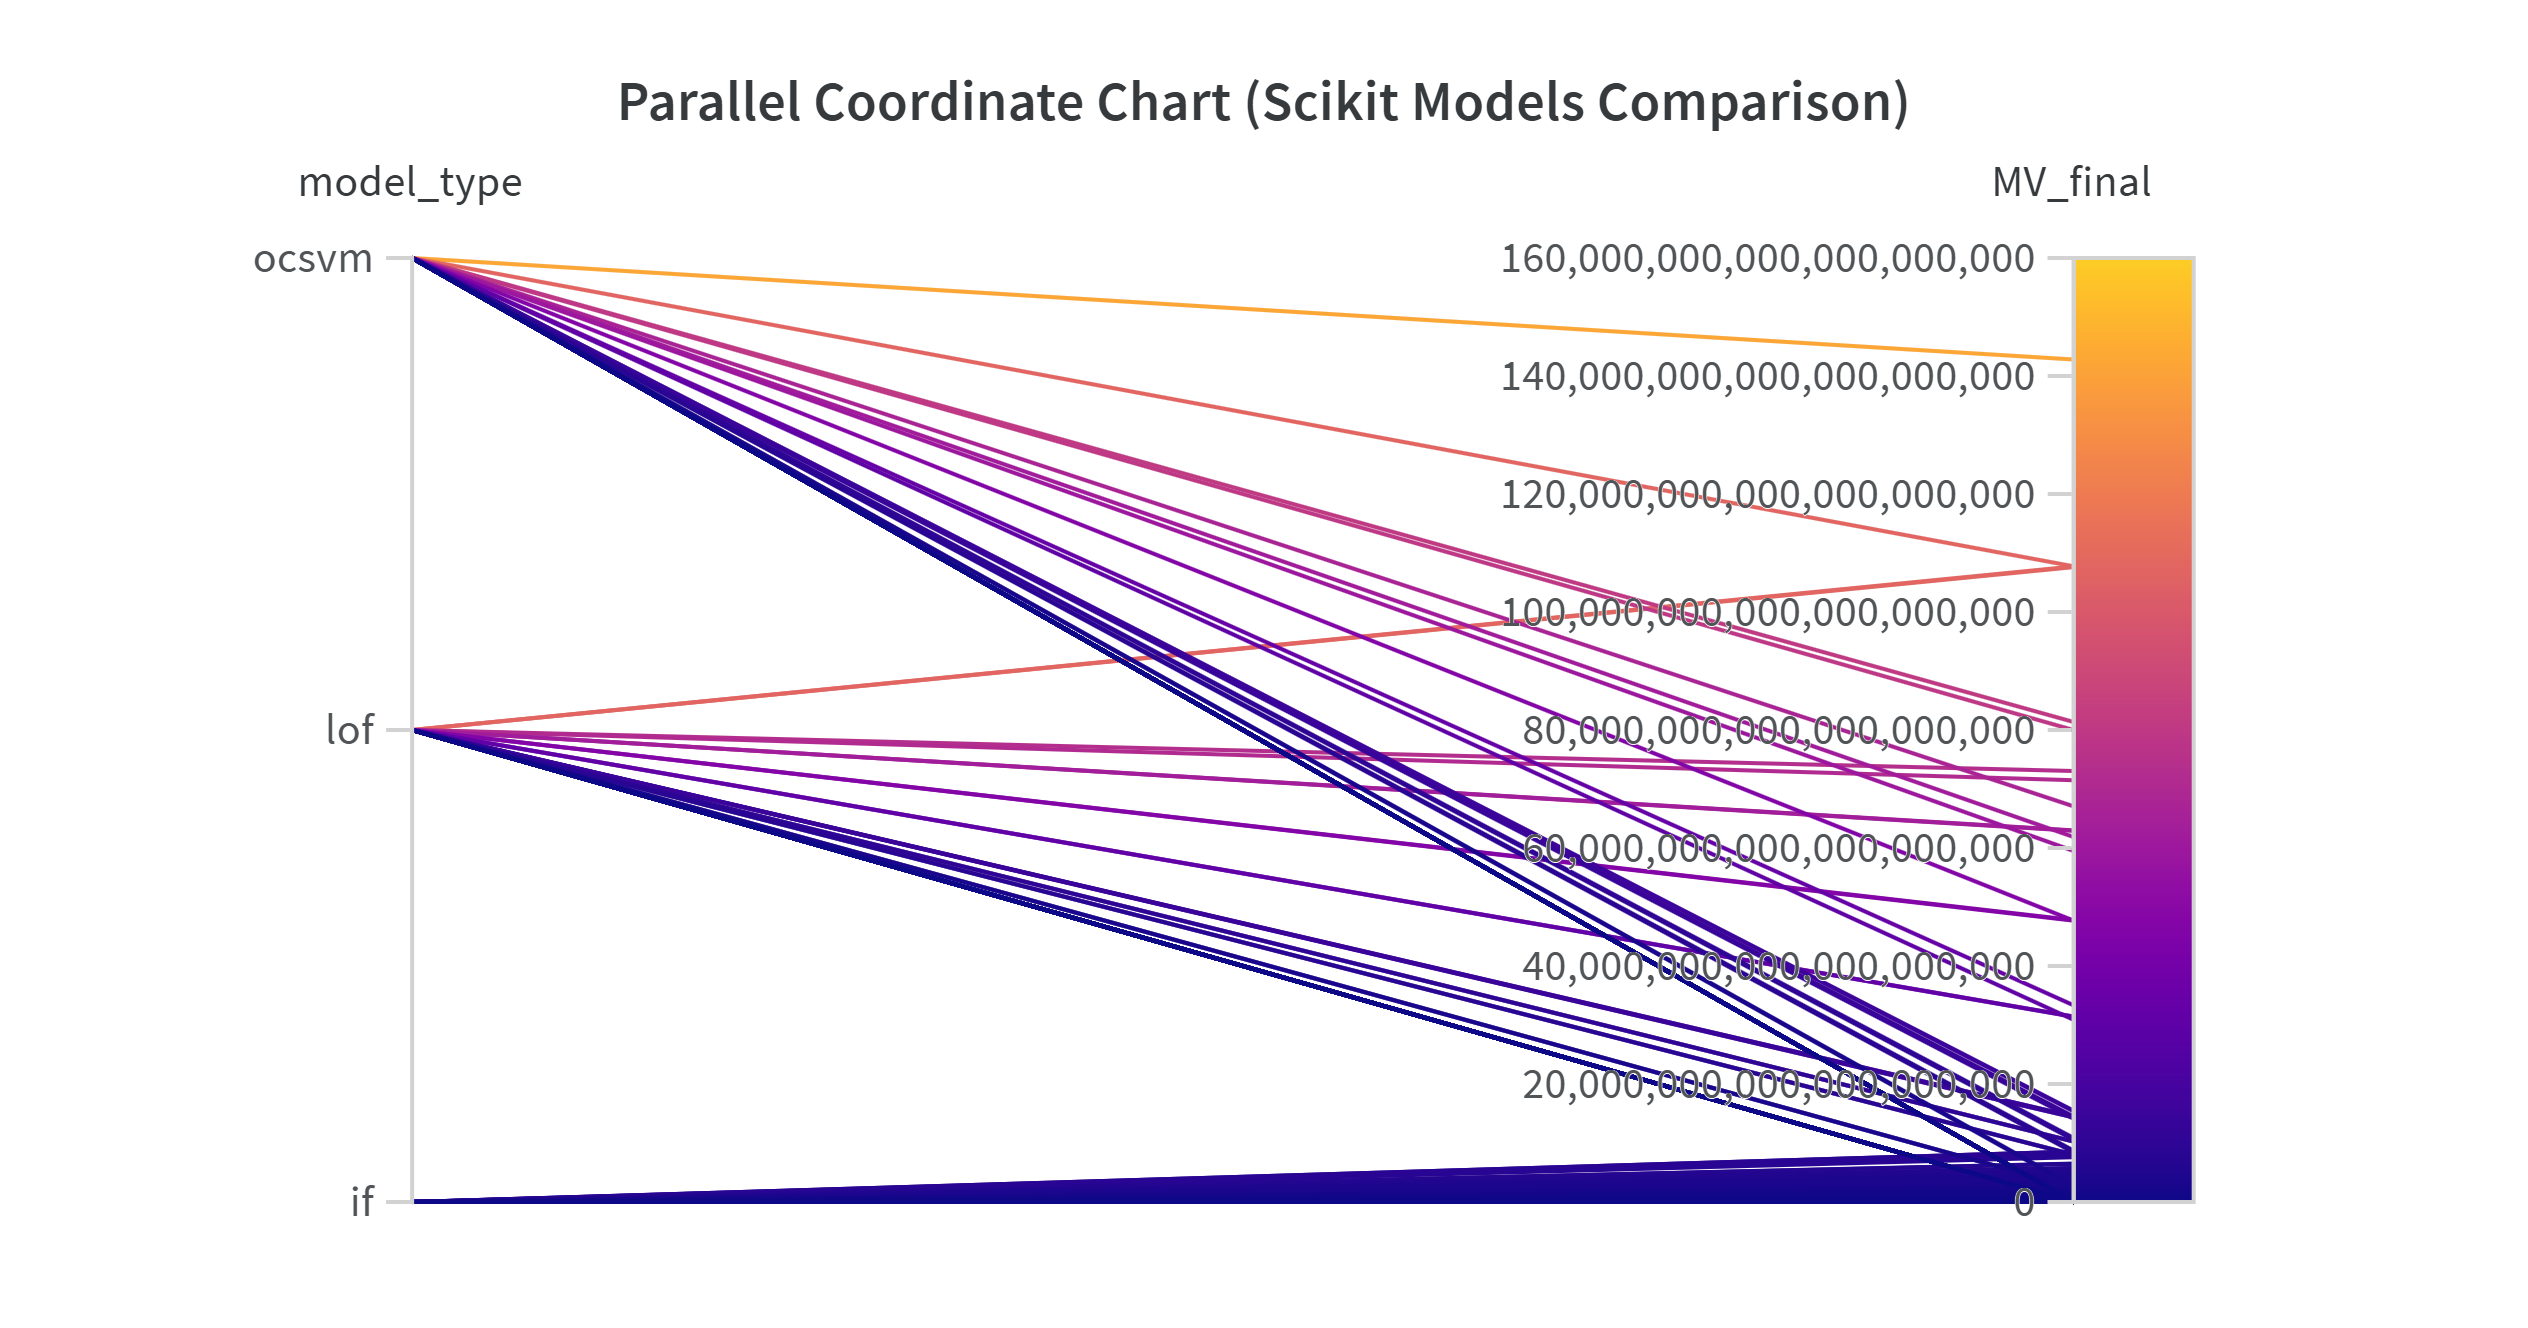 Parallel Coordinate Chart (Scikit Models Comparison)
model_type
MV_final
ocsvm
lof
if
160,000,000,000,000,000,000
140,000,000,000,000,000,000
120,000,000,000,000,000,000
100,000,000,000,000,000,000
80,000,000,000,000,000,000
60,000,000,000,000,000,000
40,000,000,000,000,000,000
20,000,000,000,000,000,000
0